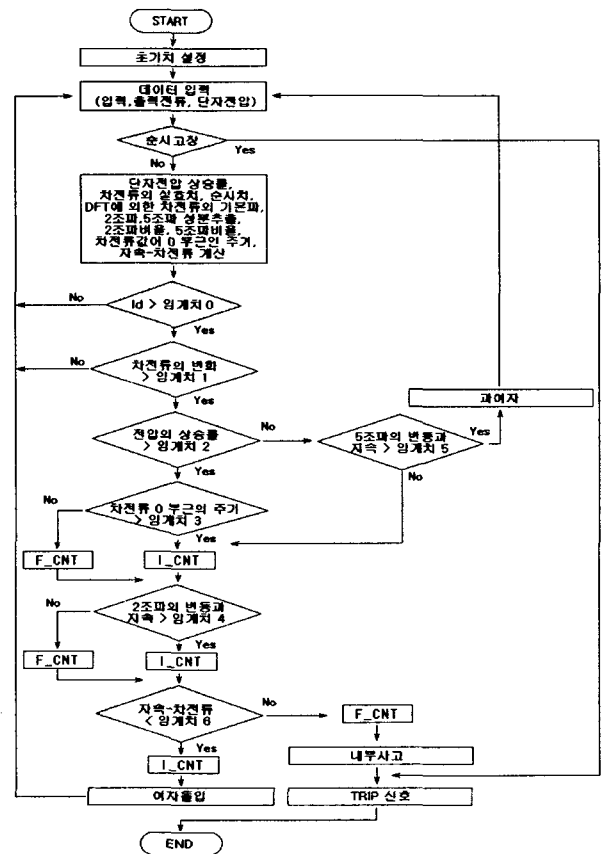 START
초기치 설정
데이터 입력
(입력,출력전류, 단자전압)
순시고장
Yes
No
단자전압 상승률,
차전류의 실효치, 순시치,
DFT에 의한 차전류의 기본파,
2조파,5조파 성분추출,
2조파비율, 5조파비율,
차전류값이 0 부근인 주기,
자속-차전류 계산
No
Id > 임계치 0
Yes
No
차전류의 변화
> 임계치 1
Yes
과여자
전압의 상승률
> 임계치 2
No
5조파의 변동과
지속 > 임계치 5
Yes
Yes
No
No
차전류 0 부근의 주기
> 임계치 3
Yes
F_CNT
I_CNT
No
2조파의 변동과
지속 > 임계치 4
Yes
F_CNT
I_CNT
자속-차전류
< 임계치 6
No
F_CNT
Yes
I_CNT
내부사고
여자돌입
TRIP 신호
END